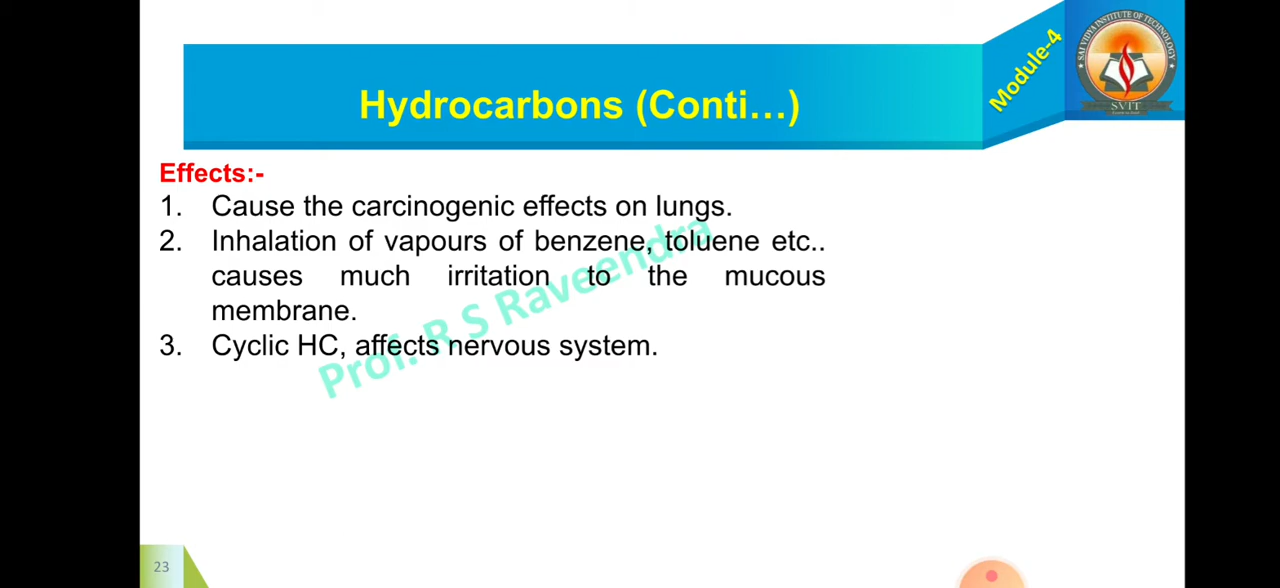 Module-4
SAI VIDYA INSTITUTE OF TECHNOLOGY
SVIT
Hydrocarbons (Conti...)
Effects:-
1. Cause the carcinogenic effects on lungs.
2. Inhalation of vapours of benzene, toluene etc..
causes much irritation to the mucous
membrane.
3. Cyclic HC, affects nervous system.
Prof. R S Raveendra
23